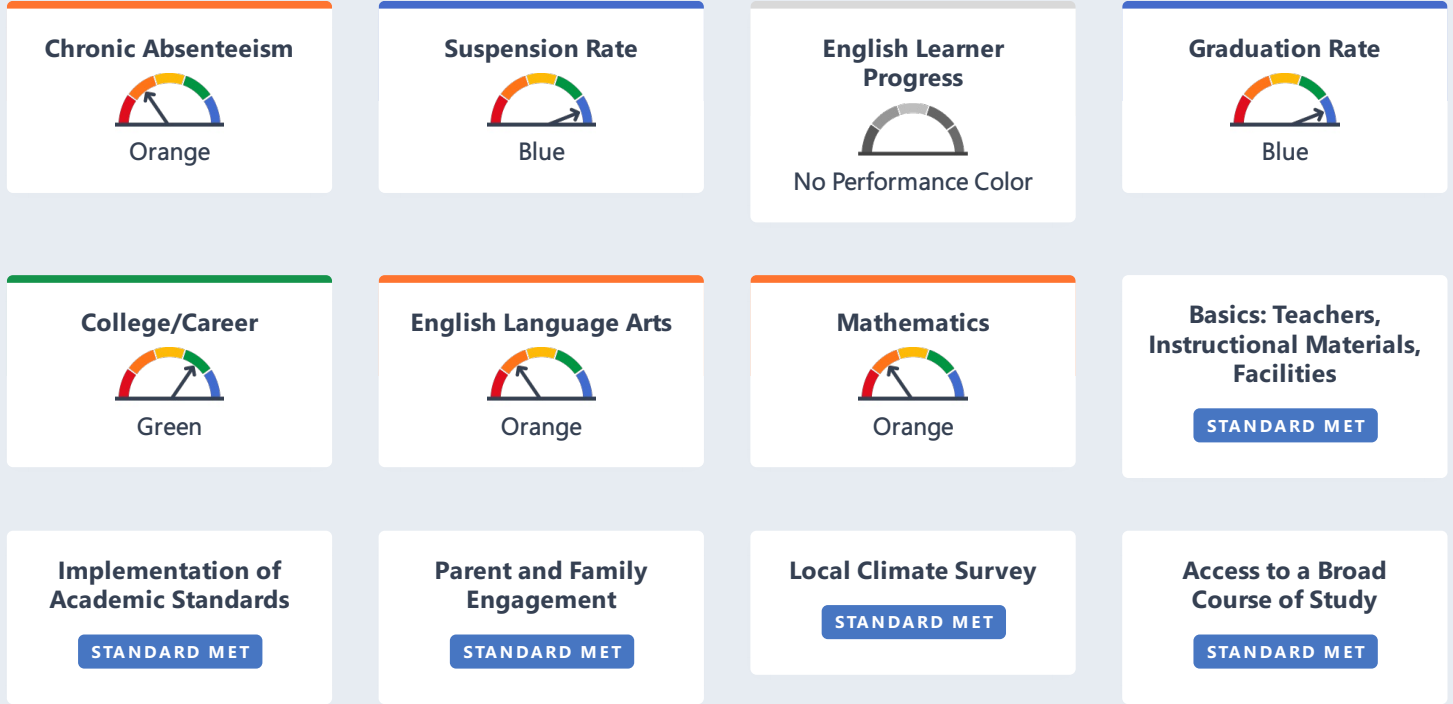 Chronic Absenteeism
Orange
Suspension Rate
Blue
English Learner
Progress
No Performance Color
Graduation Rate
Blue
College/Career
Green
English Language Arts
Orange
Mathematics
Orange
Basics: Teachers,
Instructional Materials,
Facilities
STANDARD MET
Implementation of
Academic Standards
STANDARD MET
Parent and Family
Engagement
STANDARD MET
Local Climate Survey
STANDARD MET
Access to a Broad
Course of Study
STANDARD MET